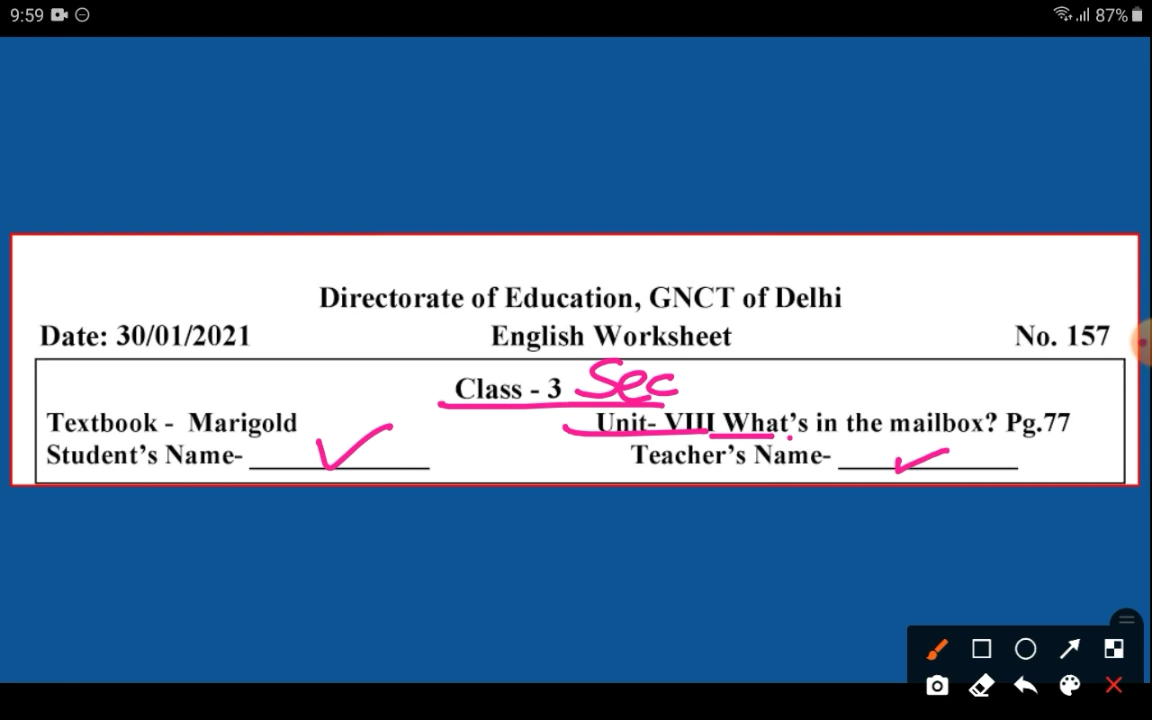 9:59 87%
Directorate of Education, GNCT of Delhi
Date: 30/01/2021 English Worksheet No. 157
Class - 3 Sec
Textbook - Marigold Unit- VIII What's in the mailbox? Pg.77
Student's Name- Teacher's Name-